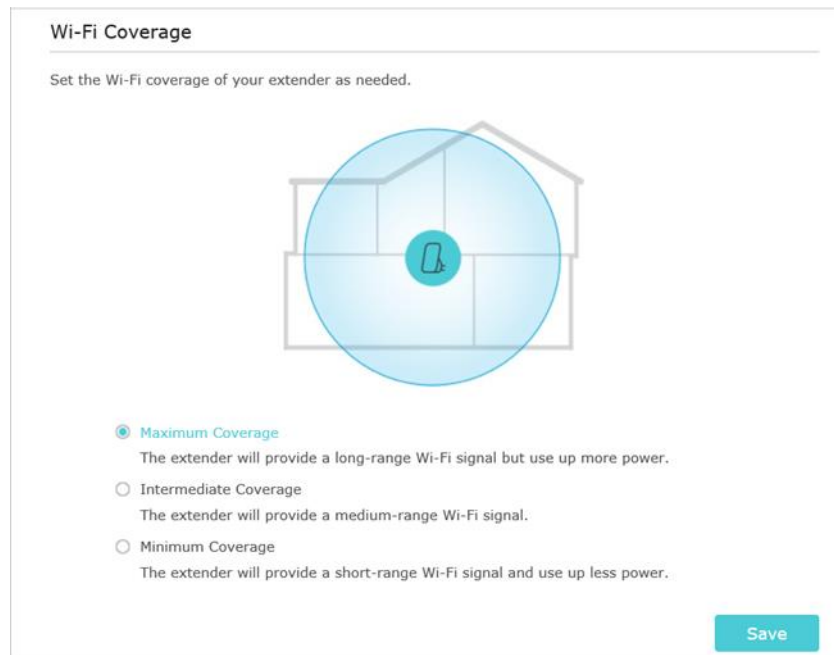 Wi-Fi Coverage
Set the Wi-Fi coverage of your extender as needed.
Maximum Coverage
The extender will provide a long-range Wi-Fi signal but use up more power.
Intermediate Coverage
The extender will provide a medium-range Wi-Fi signal.
Minimum Coverage
The extender will provide a short-range Wi-Fi signal and use up less power.
Save